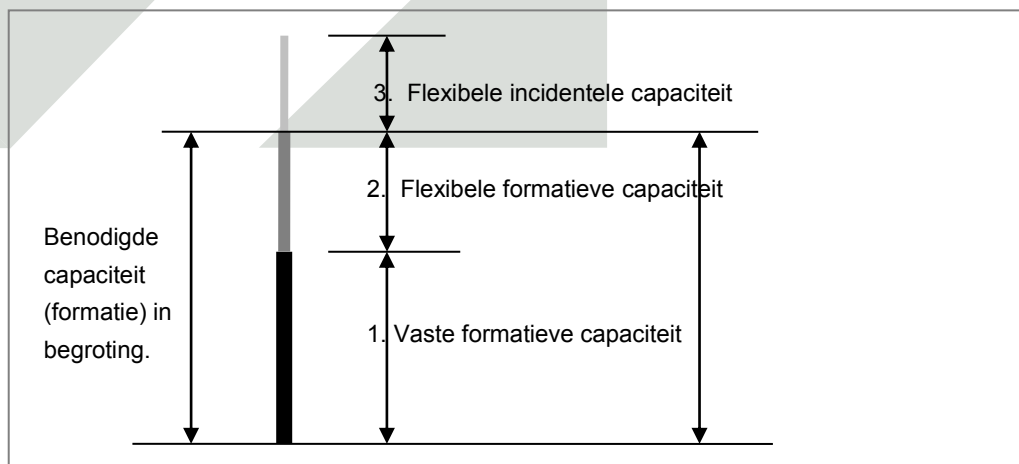 3. Flexibele incidentele capaciteit
2. Flexibele formatieve capaciteit
Benodigde
capaciteit
(formatie) in
begroting.
1. Vaste formatieve capaciteit